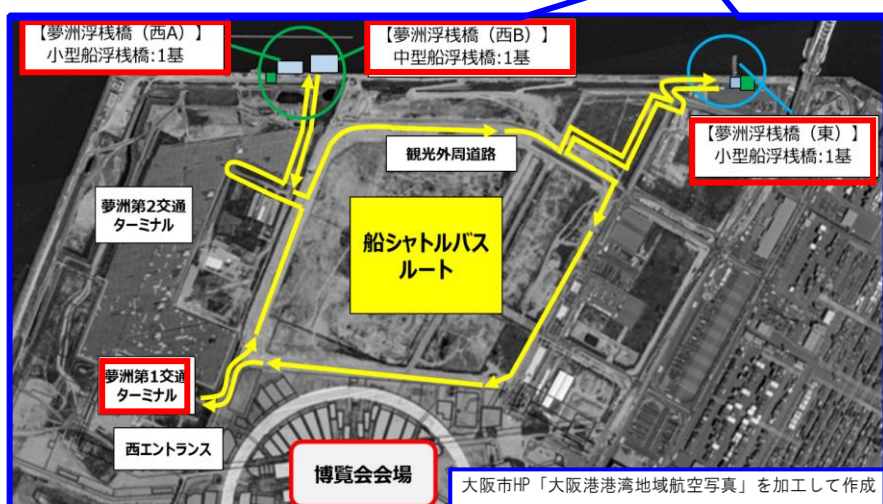 【夢洲浮桟橋（西A）】
小型船浮桟橋:1基
【夢洲浮桟橋（西B）】
中型船浮桟橋:1基
【夢洲浮桟橋（東）】
小型船浮桟橋:1基
観光外周道路
夢洲第2交通
ターミナル
船シャトルバス
ルート
夢洲第1交通
ターミナル
西エントランス
博覧会会場
大阪市HP「大阪港港湾地域航空写真」を加工して作成